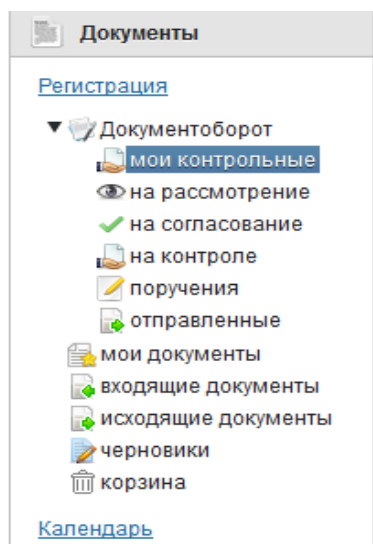 Документы
Регистрация
Документооборот
мои контрольные
на рассмотрение
на согласование
на контроле
поручения
отправленные
мои документы
входящие документы
исходящие документы
черновики
корзина
Календарь